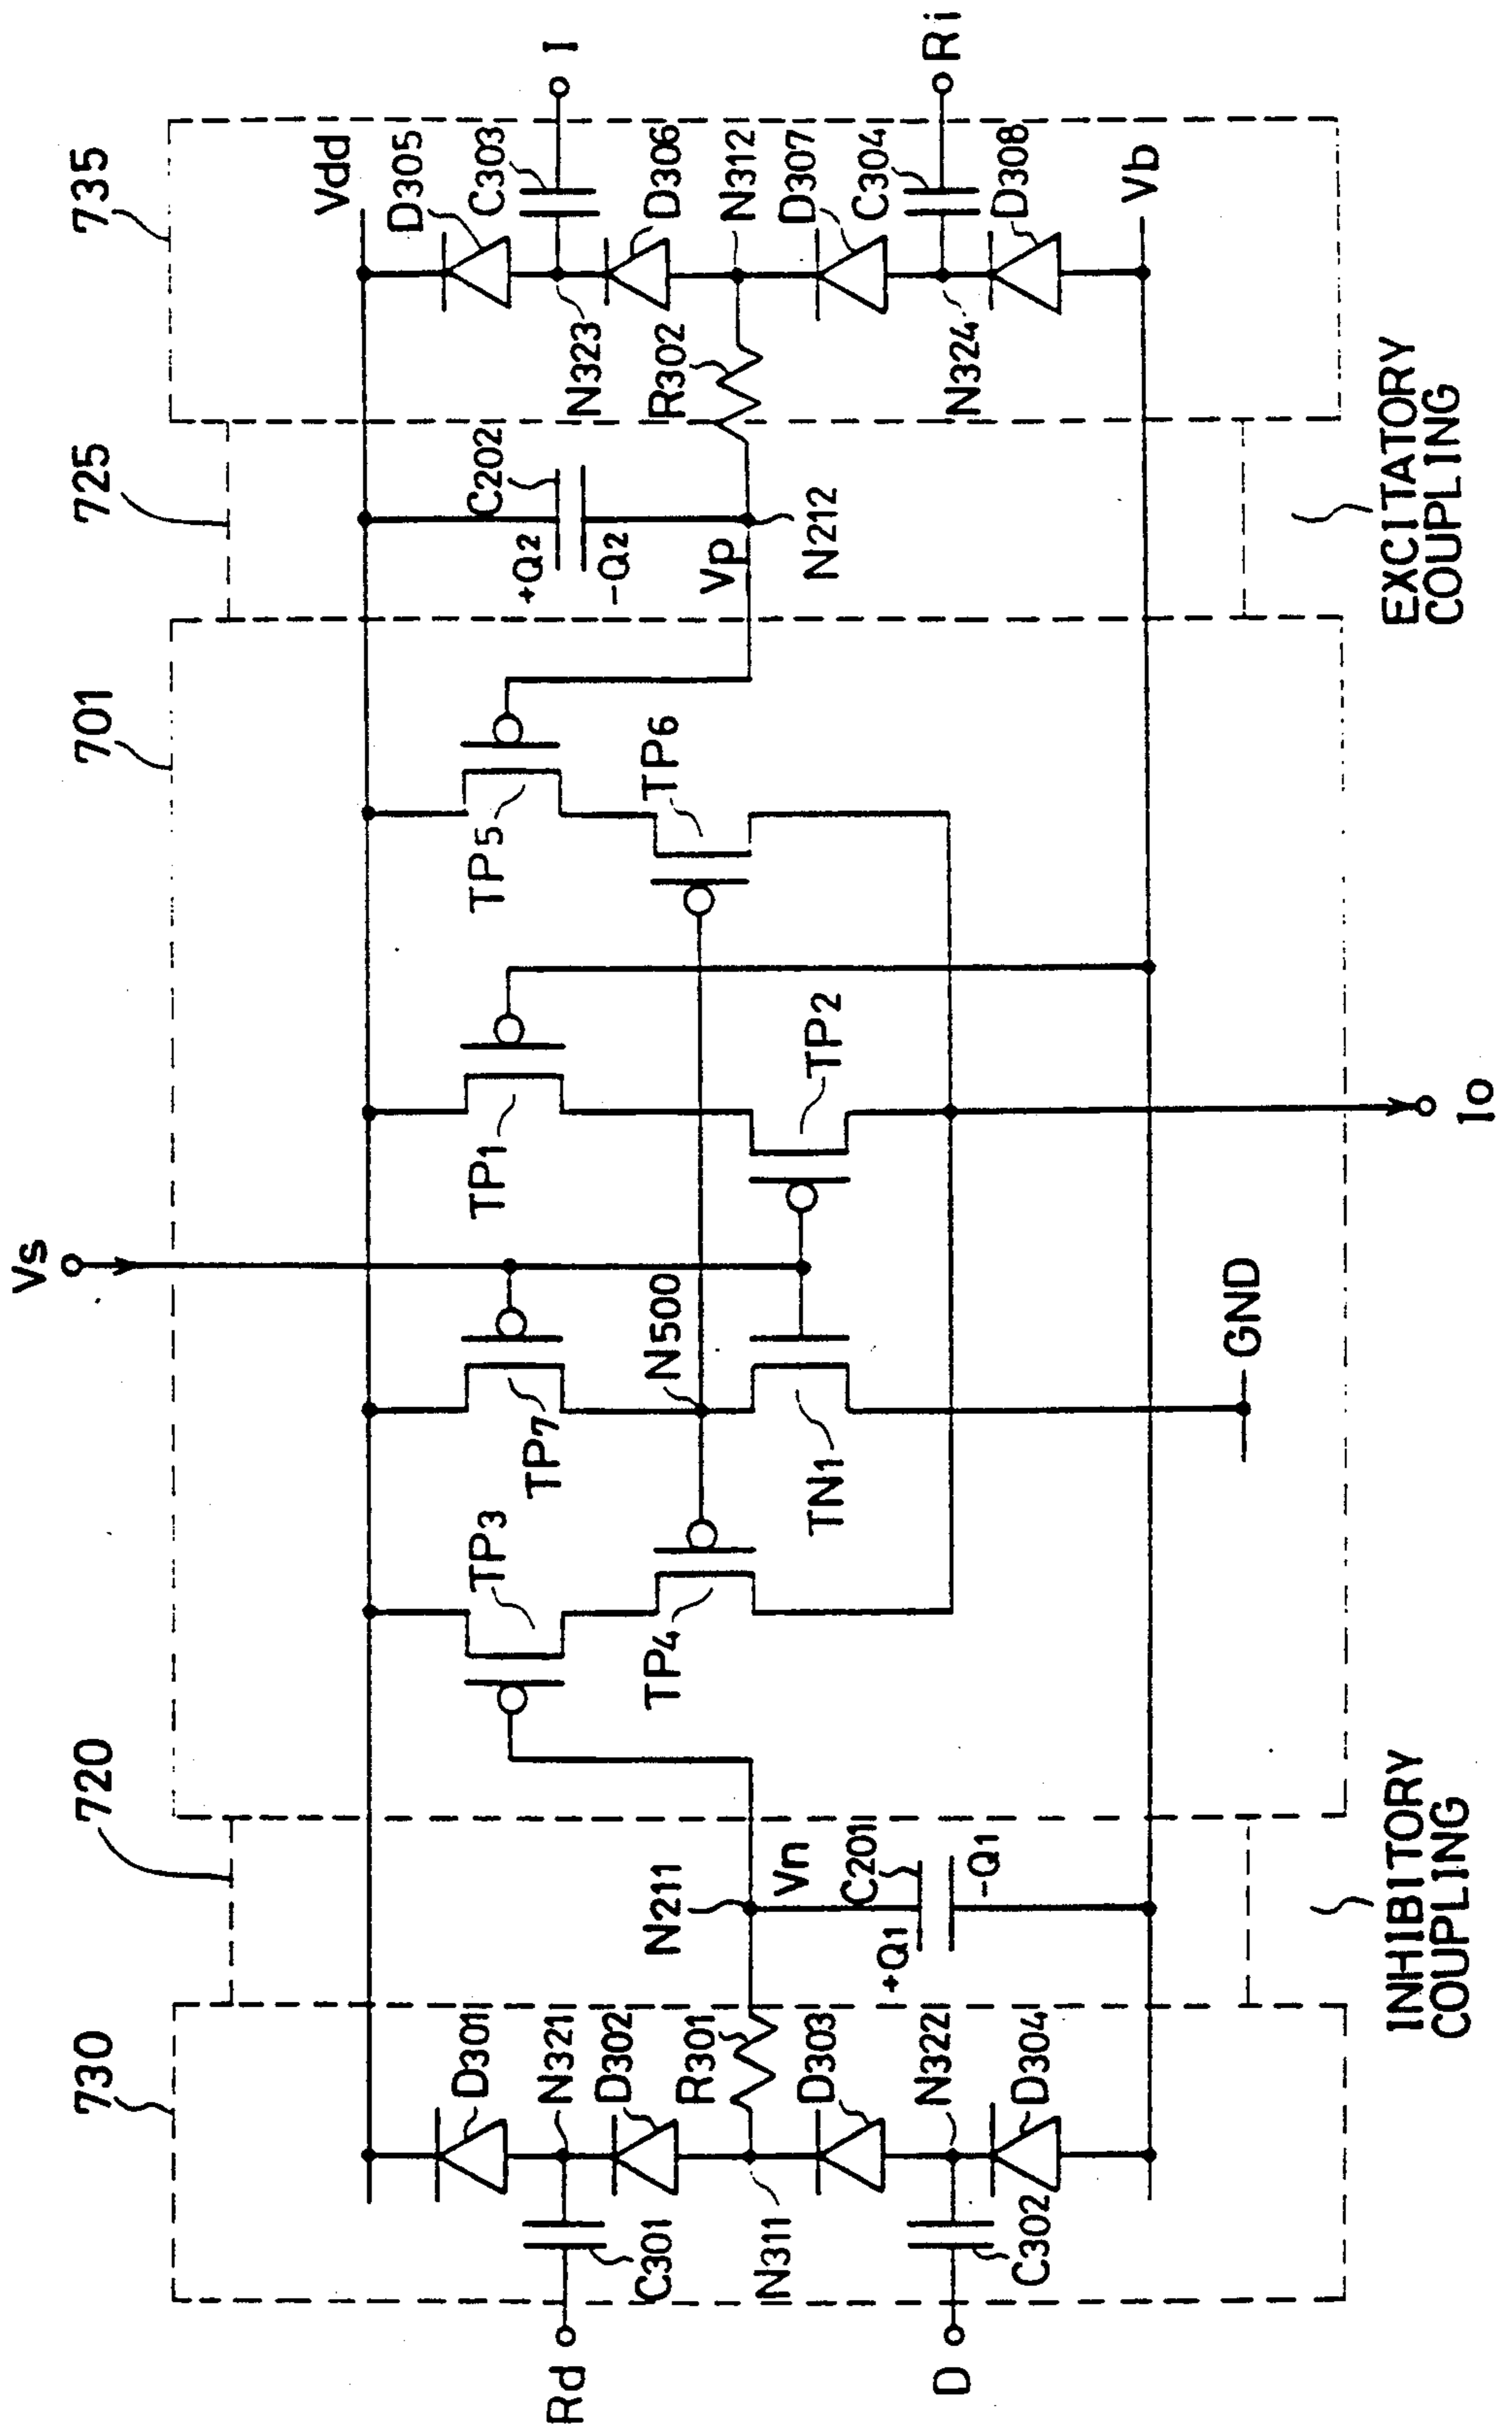 Vs
730
720
701
725
735
Vdd
Rd
C301
D301
N321
D302
R301
N311
D303
N322
D304
C302
D
N211
Vn
C201
+Q1
-Q1
TP3
TP4
TP7
N500
TN1
GND
TP1
TP2
TP5
TP6
C202
+Q2
-Q2
Vp
N212
R302
D305
C303
I
N323
D306
N312
D307
C304
Ri
N324
D308
Vb
Io
INHIBITORY
COUPLING
EXCITATORY
COUPLING